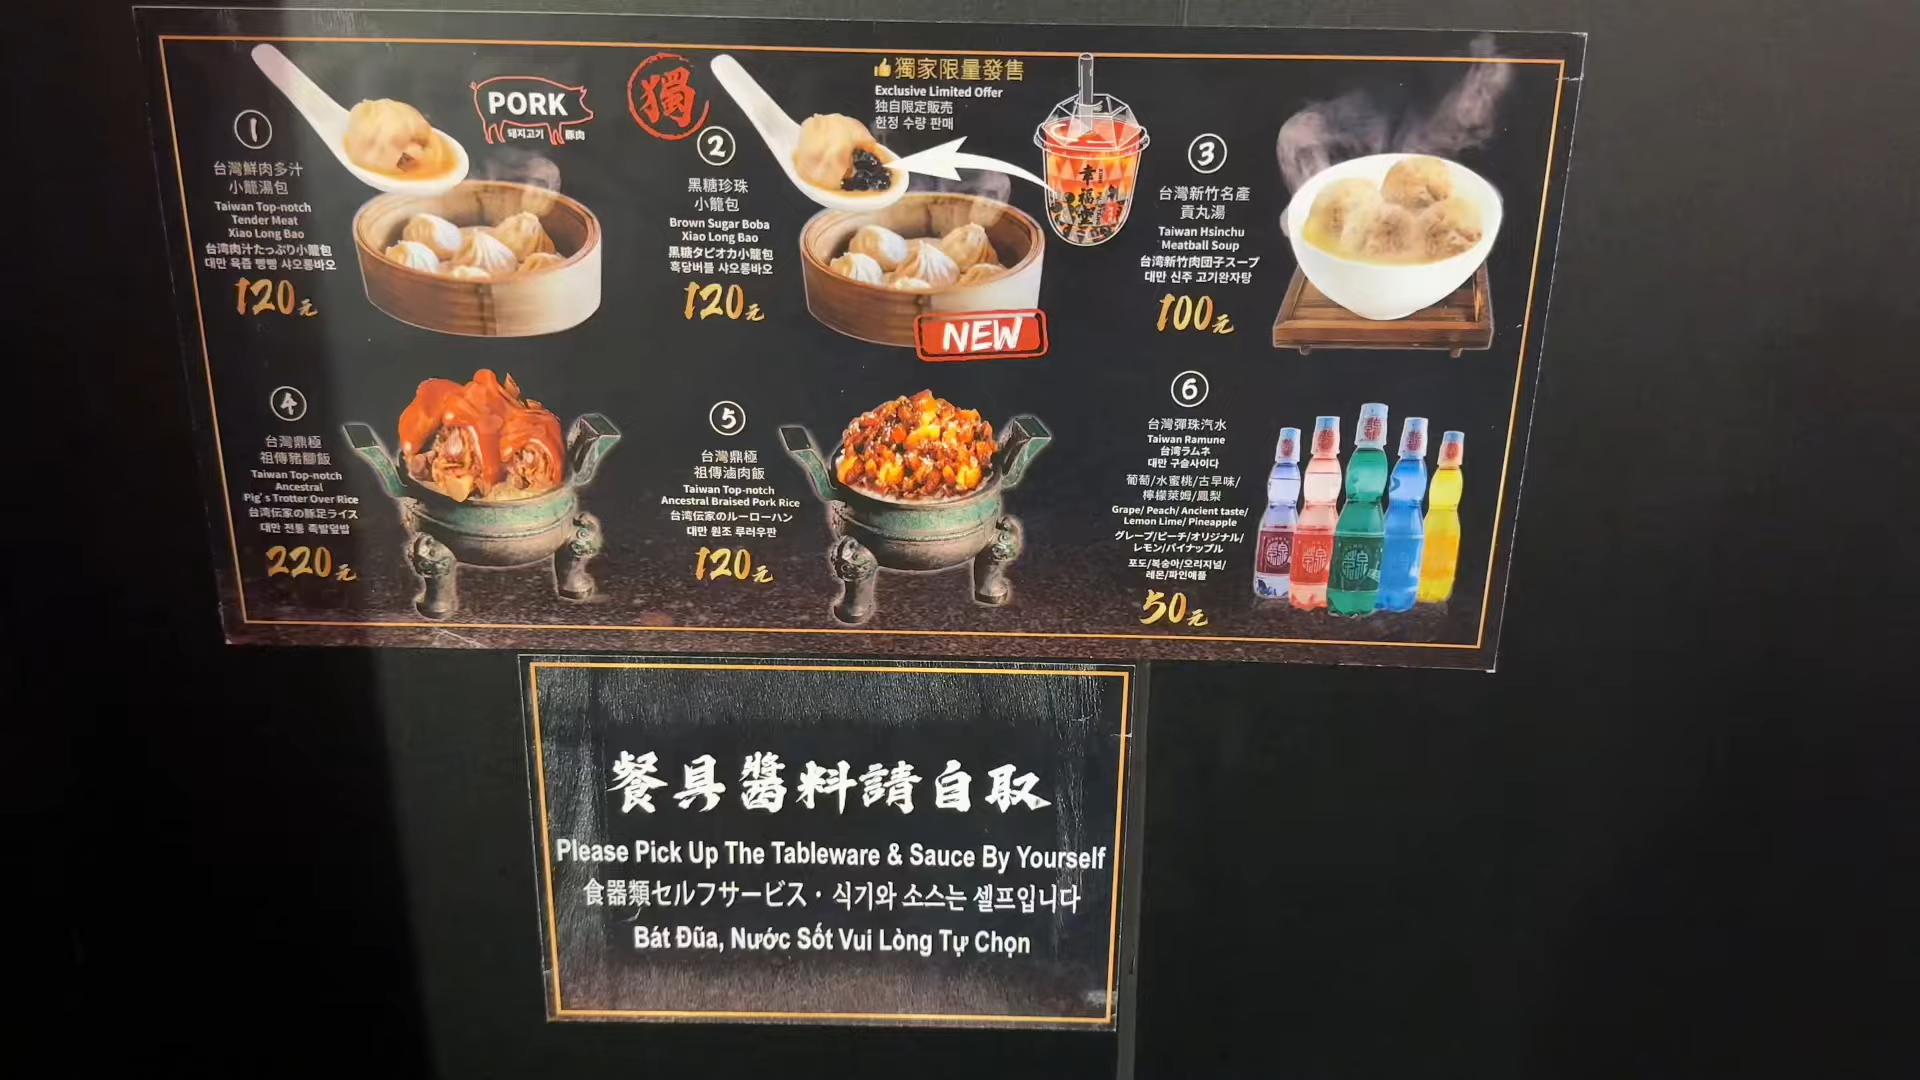 1
台灣鮮肉多汁
小籠湯包
Taiwan Top-notch
Tender Meat
Xiao Long Bao
台湾肉汁たっぷり小籠包
대만 육즙 빵빵 샤오롱바오
120元
PORK
돼지고기 豚肉
獨
2
黑糖珍珠
小籠包
Brown Sugar Boba
Xiao Long Bao
黒糖タピオカ小籠包
흑당버블 샤오롱바오
120元
獨家限量發售
Exclusive Limited Offer
独自限定販売
한정 수량 판매
幸福堂
NEW
3
台灣新竹名產
貢丸湯
Taiwan Hsinchu
Meatball Soup
台湾新竹肉団子スープ
대만 신주 고기완자탕
100元
4
台灣鼎極
祖傳豬腳飯
Taiwan Top-notch
Ancestral
Pig's Trotter Over Rice
台湾伝家の豚足ライス
대만 전통 족발덮밥
220元
5
台灣鼎極
祖傳滷肉飯
Taiwan Top-notch
Ancestral Braised Pork Rice
台湾伝家のルーローハン
대만 원조 루러우판
120元
6
台灣彈珠汽水
Taiwan Ramune
台湾ラムネ
대만 구슬사이다
葡萄/水蜜桃/古早味/
檸檬萊姆/鳳梨
Grape/ Peach/ Ancient taste/
Lemon Lime/ Pineapple
グレープ/ピーチ/オリジナル/
レモン/パイナップル
포도/복숭아/오리지널/
레몬/파인애플
50元
餐具醬料請自取
Please Pick Up The Tableware & Sauce By Yourself
食器類セルフサービス · 식기와 소스는 셀프입니다
Bát Đũa, Nước Sốt Vui Lòng Tự Chọn